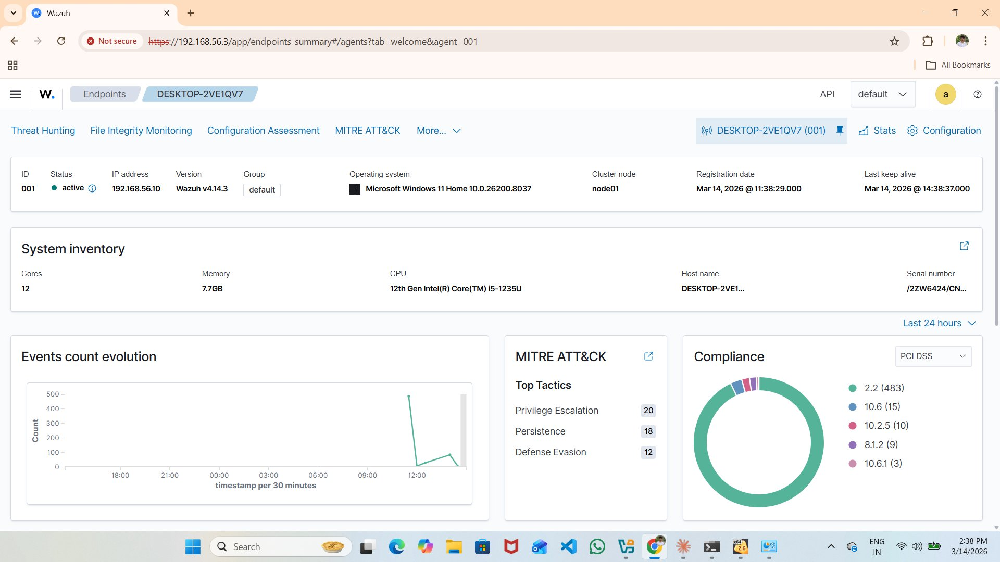 Wazuh
Not secure https://192.168.56.3/app/endpoints-summary#/agents?tab=welcome&agent=001
All Bookmarks
W. Endpoints DESKTOP-2VE1QV7 API default a
Threat Hunting File Integrity Monitoring Configuration Assessment MITRE ATT&CK More... DESKTOP-2VE1QV7 (001) Stats Configuration
ID Status IP address Version Group Operating system Cluster node Registration date Last keep alive
001 active 192.168.56.10 Wazuh v4.14.3 default Microsoft Windows 11 Home 10.0.26200.8037 node01 Mar 14, 2026 @ 11:38:29.000 Mar 14, 2026 @ 14:38:37.000
System inventory
Cores Memory CPU Host name Serial number
12 7.7GB 12th Gen Intel(R) Core(TM) i5-1235U DESKTOP-2VE1... /2ZW6424/CN...
Last 24 hours
Events count evolution
Count
500
400
300
200
100
0
18:00 21:00 00:00 03:00 06:00 09:00 12:00
timestamp per 30 minutes
MITRE ATT&CK
Top Tactics
Privilege Escalation 20
Persistence 18
Defense Evasion 12
Compliance
PCI DSS
2.2 (483)
10.6 (15)
10.2.5 (10)
8.1.2 (9)
10.6.1 (3)
Search
x64
2.6
ENG
IN
2:38 PM
3/14/2026